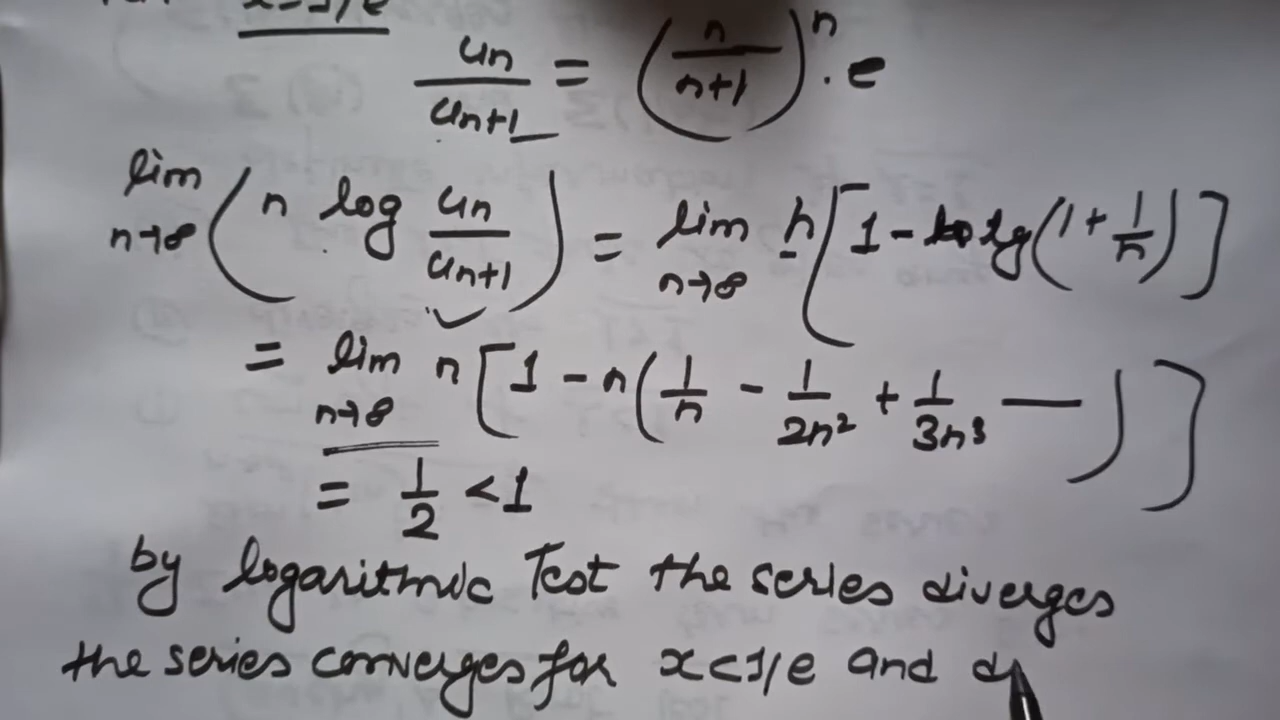 x=1/e
un/un+1 = (n/n+1)^n . e
lim n→∞ (n log un/un+1) = lim n→∞ n[1 - log(1 + 1/n)]
= lim n→∞ n[1 - n(1/n - 1/2n² + 1/3n³ —)]
= 1/2 < 1
by logarithmic Test the series diverges
the series converges for x<1/e and